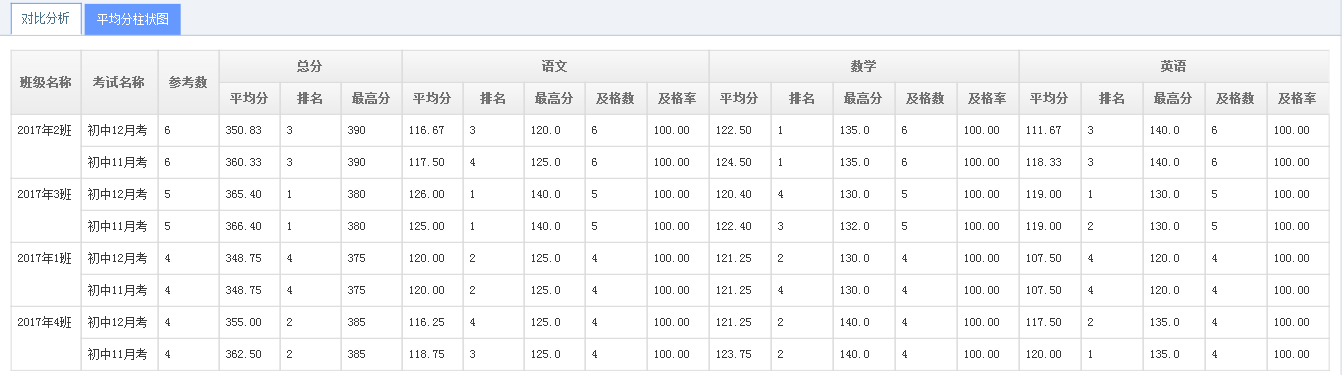 对比分析 平均分柱状图
班级名称 考试名称 参考数 总分 语文 数学 英语
平均分 排名 最高分 平均分 排名 最高分 及格数 及格率 平均分 排名 最高分 及格数 及格率 平均分 排名 最高分 及格数 及格率
2017年2班 初中12月考 6 350.83 3 390 116.67 3 120.0 6 100.00 122.50 1 135.0 6 100.00 111.67 3 140.0 6 100.00
初中11月考 6 360.33 3 390 117.50 4 125.0 6 100.00 124.50 1 135.0 6 100.00 118.33 3 140.0 6 100.00
2017年3班 初中12月考 5 365.40 1 380 126.00 1 140.0 5 100.00 120.40 4 130.0 5 100.00 119.00 1 130.0 5 100.00
初中11月考 5 366.40 1 380 125.00 1 140.0 5 100.00 122.40 3 132.0 5 100.00 119.00 2 130.0 5 100.00
2017年1班 初中12月考 4 348.75 4 375 120.00 2 125.0 4 100.00 121.25 2 130.0 4 100.00 107.50 4 120.0 4 100.00
初中11月考 4 348.75 4 375 120.00 2 125.0 4 100.00 121.25 4 130.0 4 100.00 107.50 4 120.0 4 100.00
2017年4班 初中12月考 4 355.00 2 385 116.25 4 125.0 4 100.00 121.25 2 140.0 4 100.00 117.50 2 135.0 4 100.00
初中11月考 4 362.50 2 385 118.75 3 125.0 4 100.00 123.75 2 140.0 4 100.00 120.00 1 135.0 4 100.00